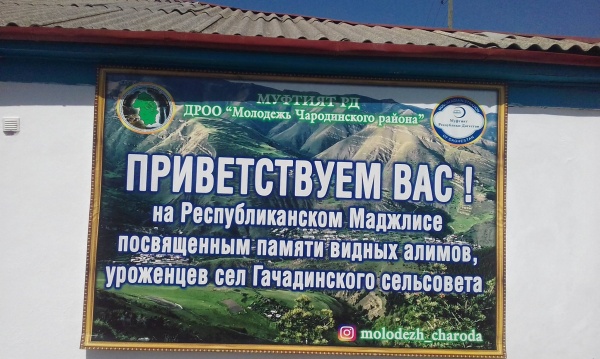 МУФТИЯТ РД
ДРОО "Молодежь Чародинского района"
ПРИВЕТСТВУЕМ ВАС !
на Республиканском Маджлисе
посвященным памяти видных алимов,
уроженцев сел Гачадинского сельсовета
molodezh_charoda